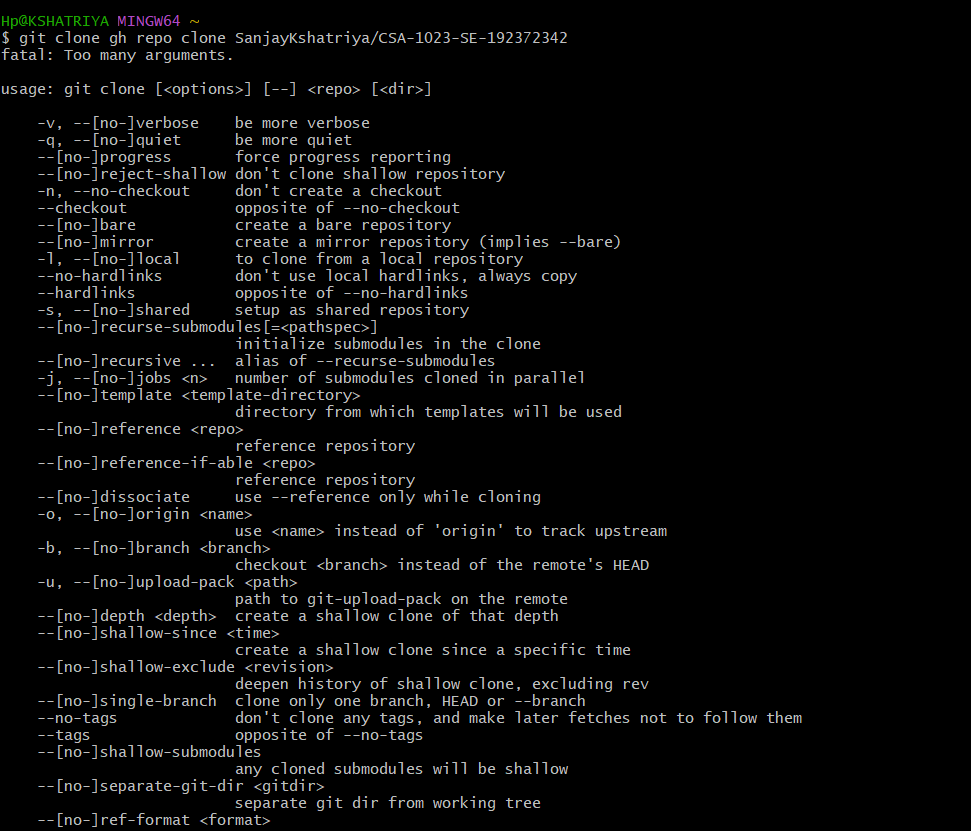 Hp@KSHATRIYA MINGW64 ~
$ git clone gh repo clone SanjayKshatriya/CSA-1023-SE-192372342
fatal: Too many arguments.

usage: git clone [<options>] [--] <repo> [<dir>]

    -v, --[no-]verbose    be more verbose
    -q, --[no-]quiet      be more quiet
    --[no-]progress       force progress reporting
    --[no-]reject-shallow don't clone shallow repository
    -n, --no-checkout     don't create a checkout
    --checkout            opposite of --no-checkout
    --[no-]bare           create a bare repository
    --[no-]mirror         create a mirror repository (implies --bare)
    -l, --[no-]local      to clone from a local repository
    --no-hardlinks        don't use local hardlinks, always copy
    --hardlinks           opposite of --no-hardlinks
    -s, --[no-]shared     setup as shared repository
    --[no-]recurse-submodules[=<pathspec>]
                          initialize submodules in the clone
    --[no-]recursive ...  alias of --recurse-submodules
    -j, --[no-]jobs <n>   number of submodules cloned in parallel
    --[no-]template <template-directory>
                          directory from which templates will be used
    --[no-]reference <repo>
                          reference repository
    --[no-]reference-if-able <repo>
                          reference repository
    --[no-]dissociate     use --reference only while cloning
    -o, --[no-]origin <name>
                          use <name> instead of 'origin' to track upstream
    -b, --[no-]branch <branch>
                          checkout <branch> instead of the remote's HEAD
    -u, --[no-]upload-pack <path>
                          path to git-upload-pack on the remote
    --[no-]depth <depth>  create a shallow clone of that depth
    --[no-]shallow-since <time>
                          create a shallow clone since a specific time
    --[no-]shallow-exclude <revision>
                          deepen history of shallow clone, excluding rev
    --[no-]single-branch  clone only one branch, HEAD or --branch
    --no-tags             don't clone any tags, and make later fetches not to follow them
    --tags                opposite of --no-tags
    --[no-]shallow-submodules
                          any cloned submodules will be shallow
    --[no-]separate-git-dir <gitdir>
                          separate git dir from working tree
    --[no-]ref-format <format>